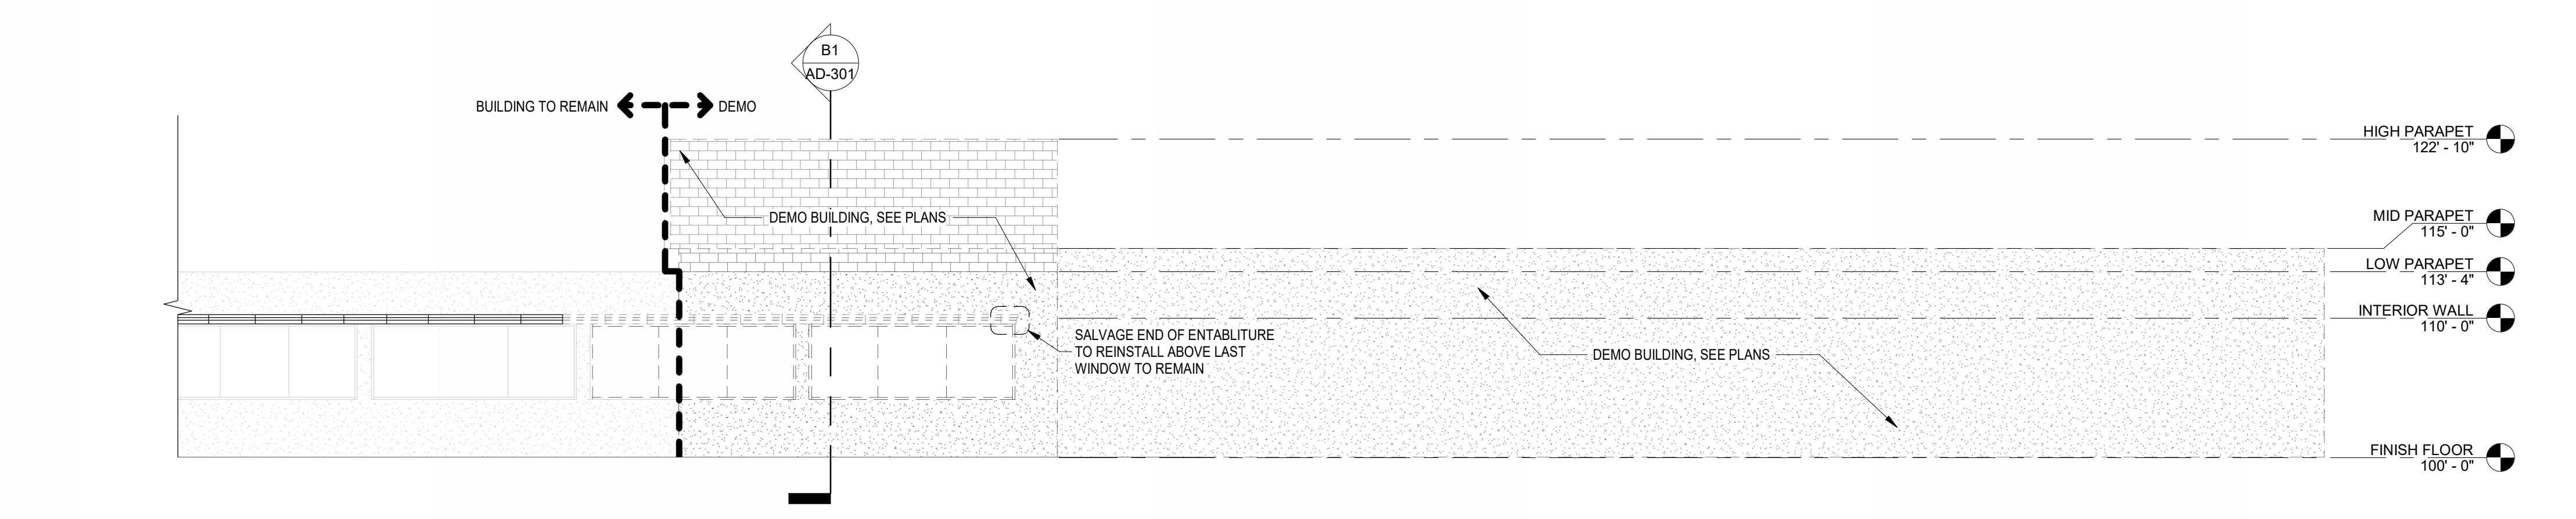 B1
AD-301
BUILDING TO REMAIN
DEMO
HIGH PARAPET
122' - 10"
DEMO BUILDING, SEE PLANS
MID PARAPET
115' - 0"
LOW PARAPET
113' - 4"
INTERIOR WALL
110' - 0"
SALVAGE END OF ENTABLITURE
TO REINSTALL ABOVE LAST
WINDOW TO REMAIN
DEMO BUILDING, SEE PLANS
FINISH FLOOR
100' - 0"